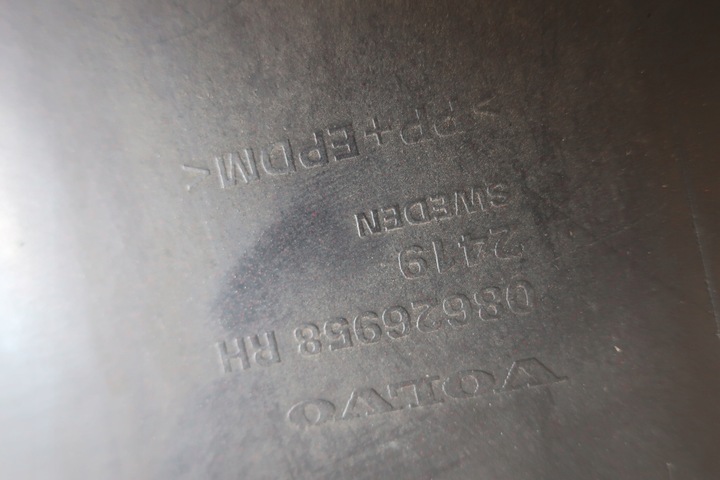 VOLVO
08626958 RH
2419
SWEDEN
>PP+EPDM<